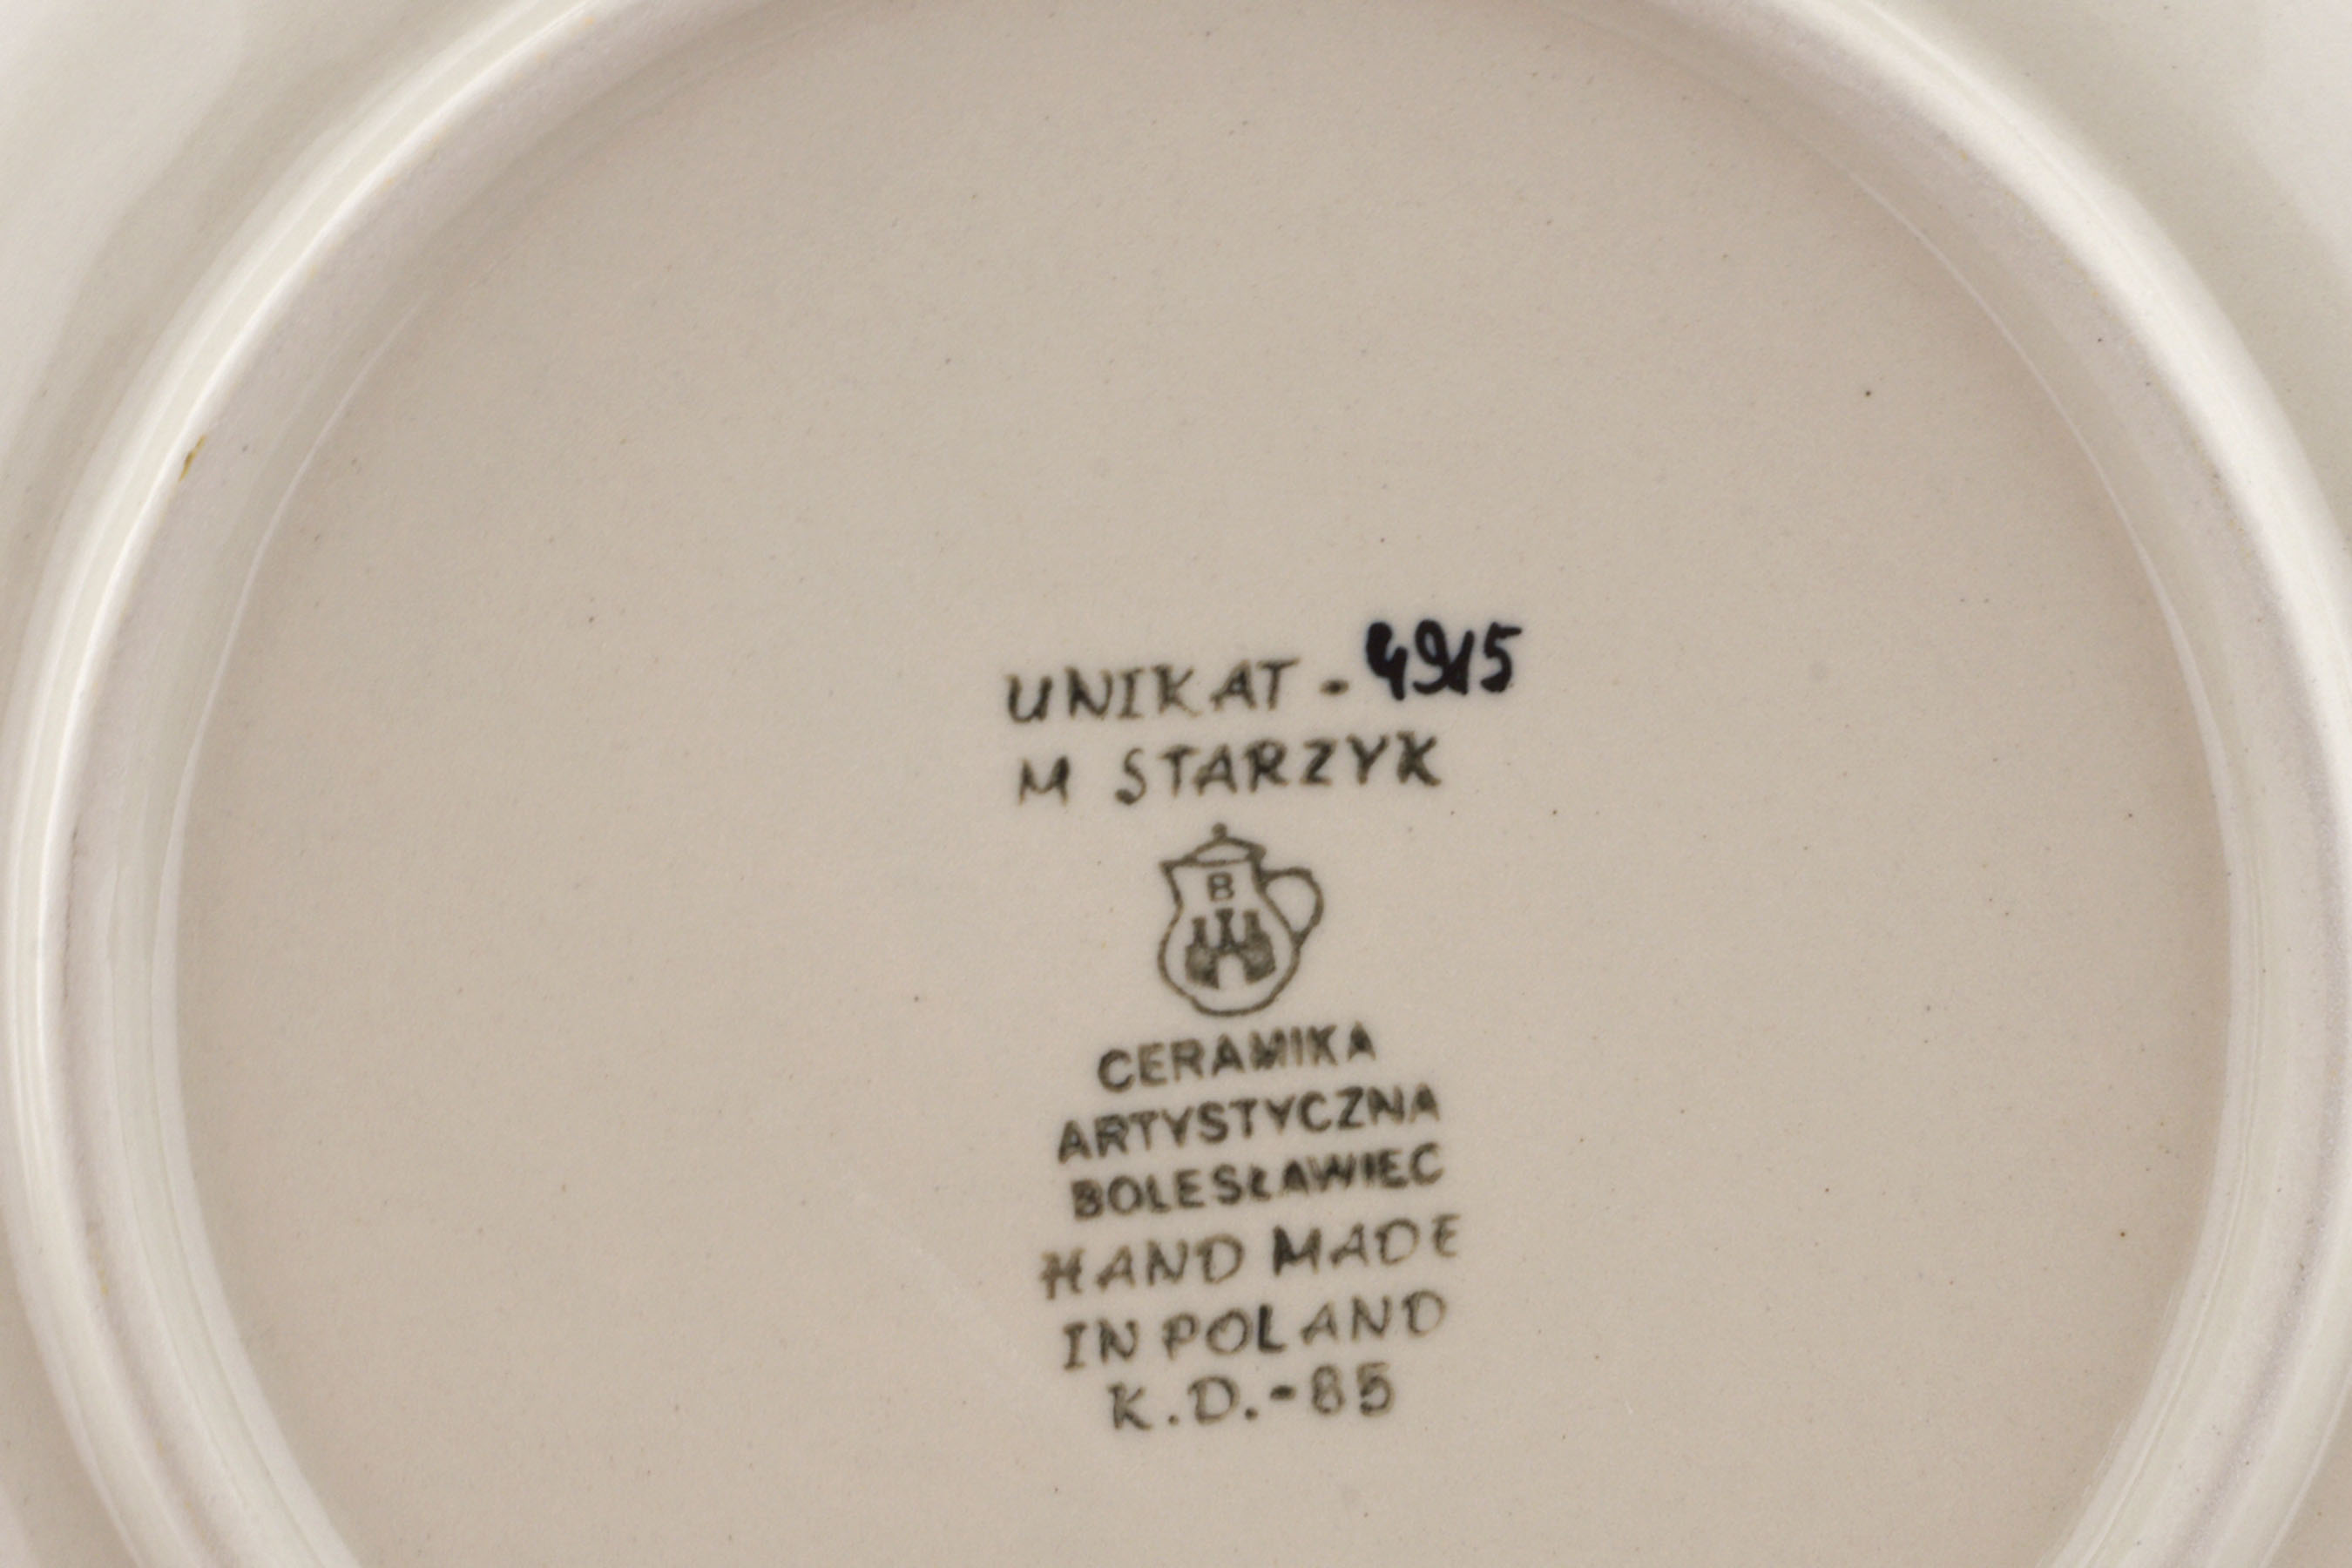 UNIKAT - 4915
M STARZYK
B
CERAMIKA
ARTYSTYCZNA
BOLESŁAWIEC
HAND MADE
IN POLAND
K.D.-85